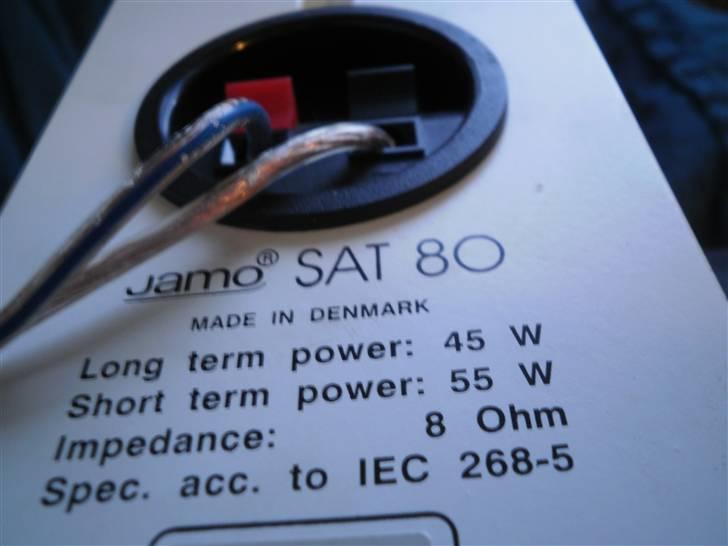 Jamo® SAT 80
MADE IN DENMARK
Long term power: 45 W
Short term power: 55 W
Impedance: 8 Ohm
Spec. acc. to IEC 268-5